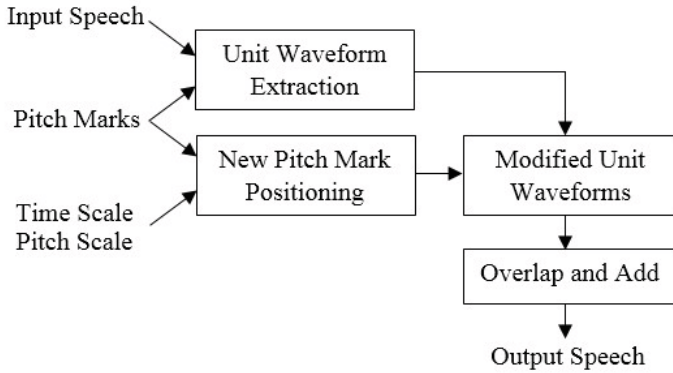 Input Speech
Unit Waveform
Extraction
Pitch Marks
New Pitch Mark
Positioning
Modified Unit
Waveforms
Time Scale
Pitch Scale
Overlap and Add
Output Speech